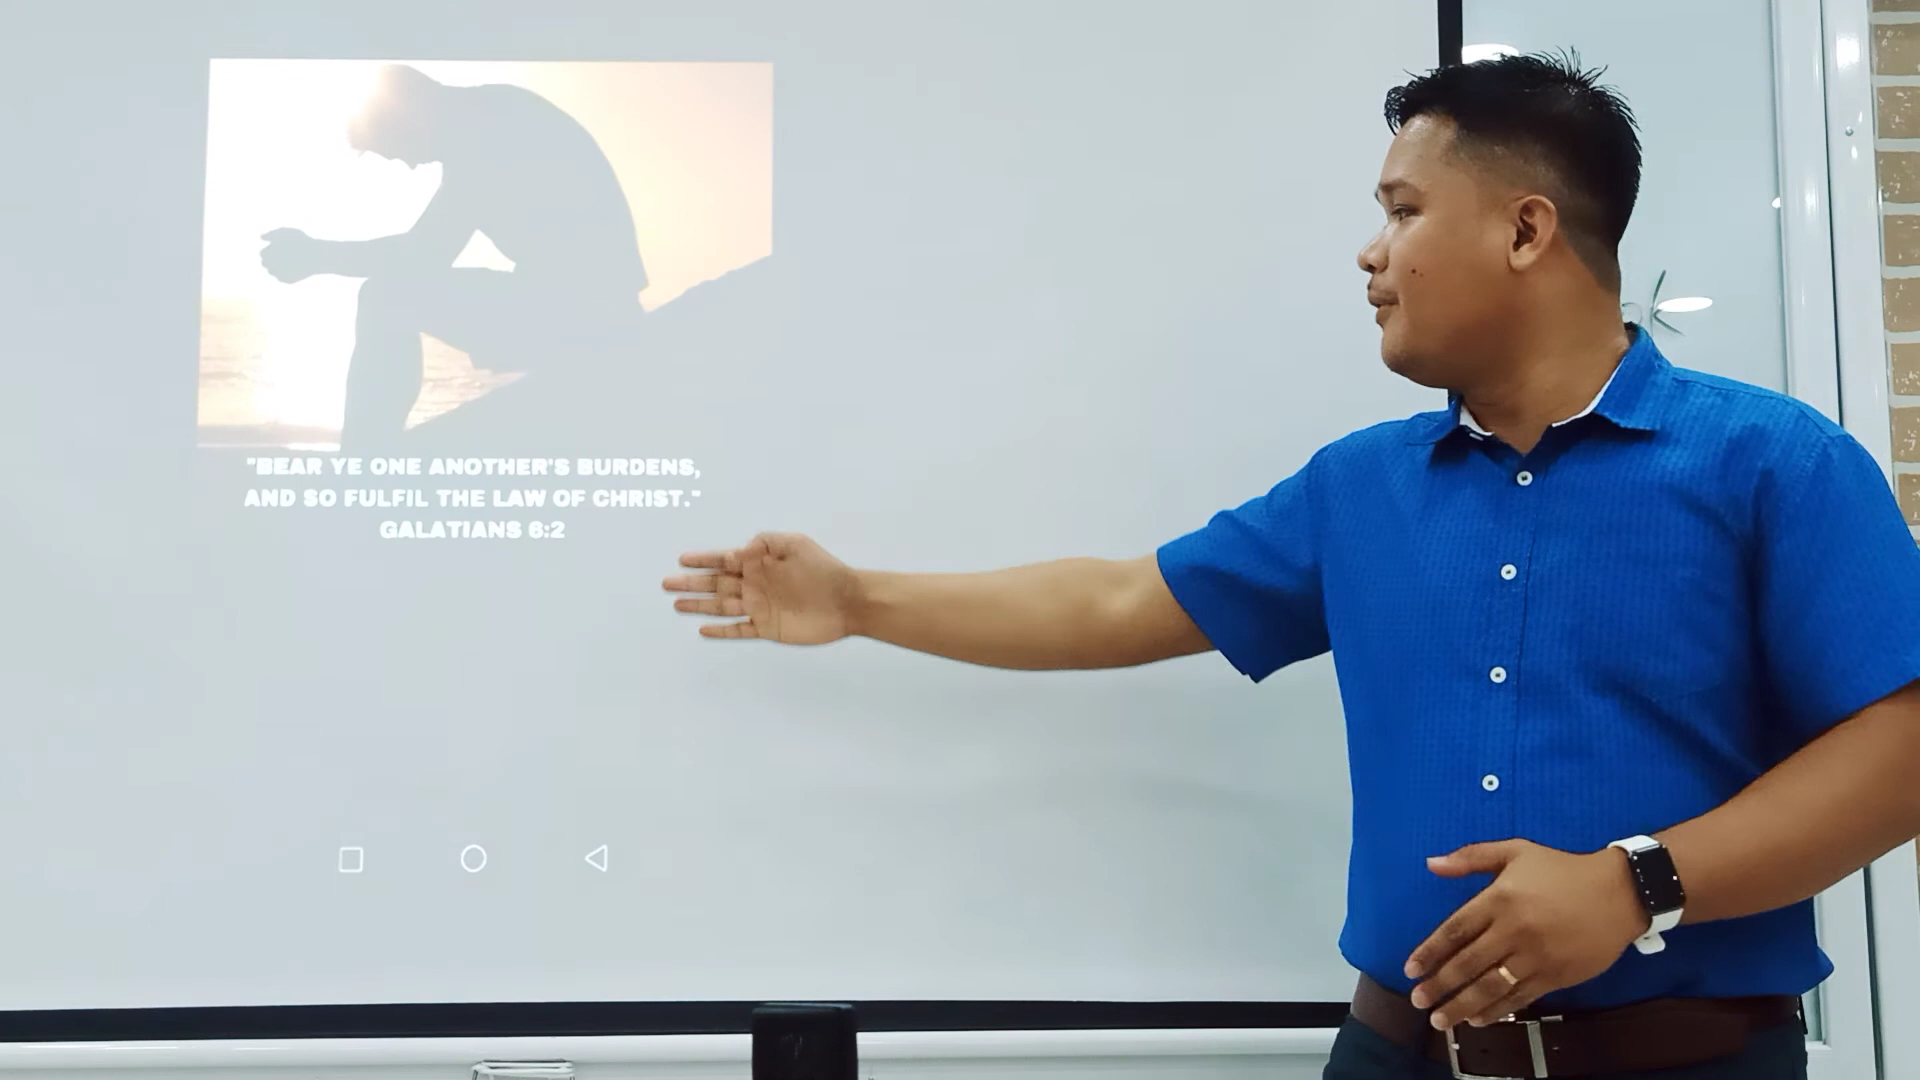 "BEAR YE ONE ANOTHER'S BURDENS,
AND SO FULFIL THE LAW OF CHRIST."
GALATIANS 6:2